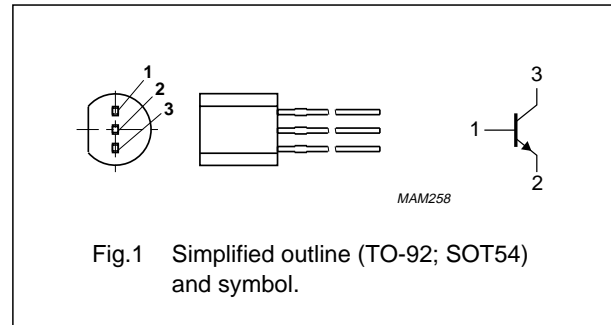 1
2
3
3
1
2
MAM258
Fig.1 Simplified outline (TO-92; SOT54)
and symbol.